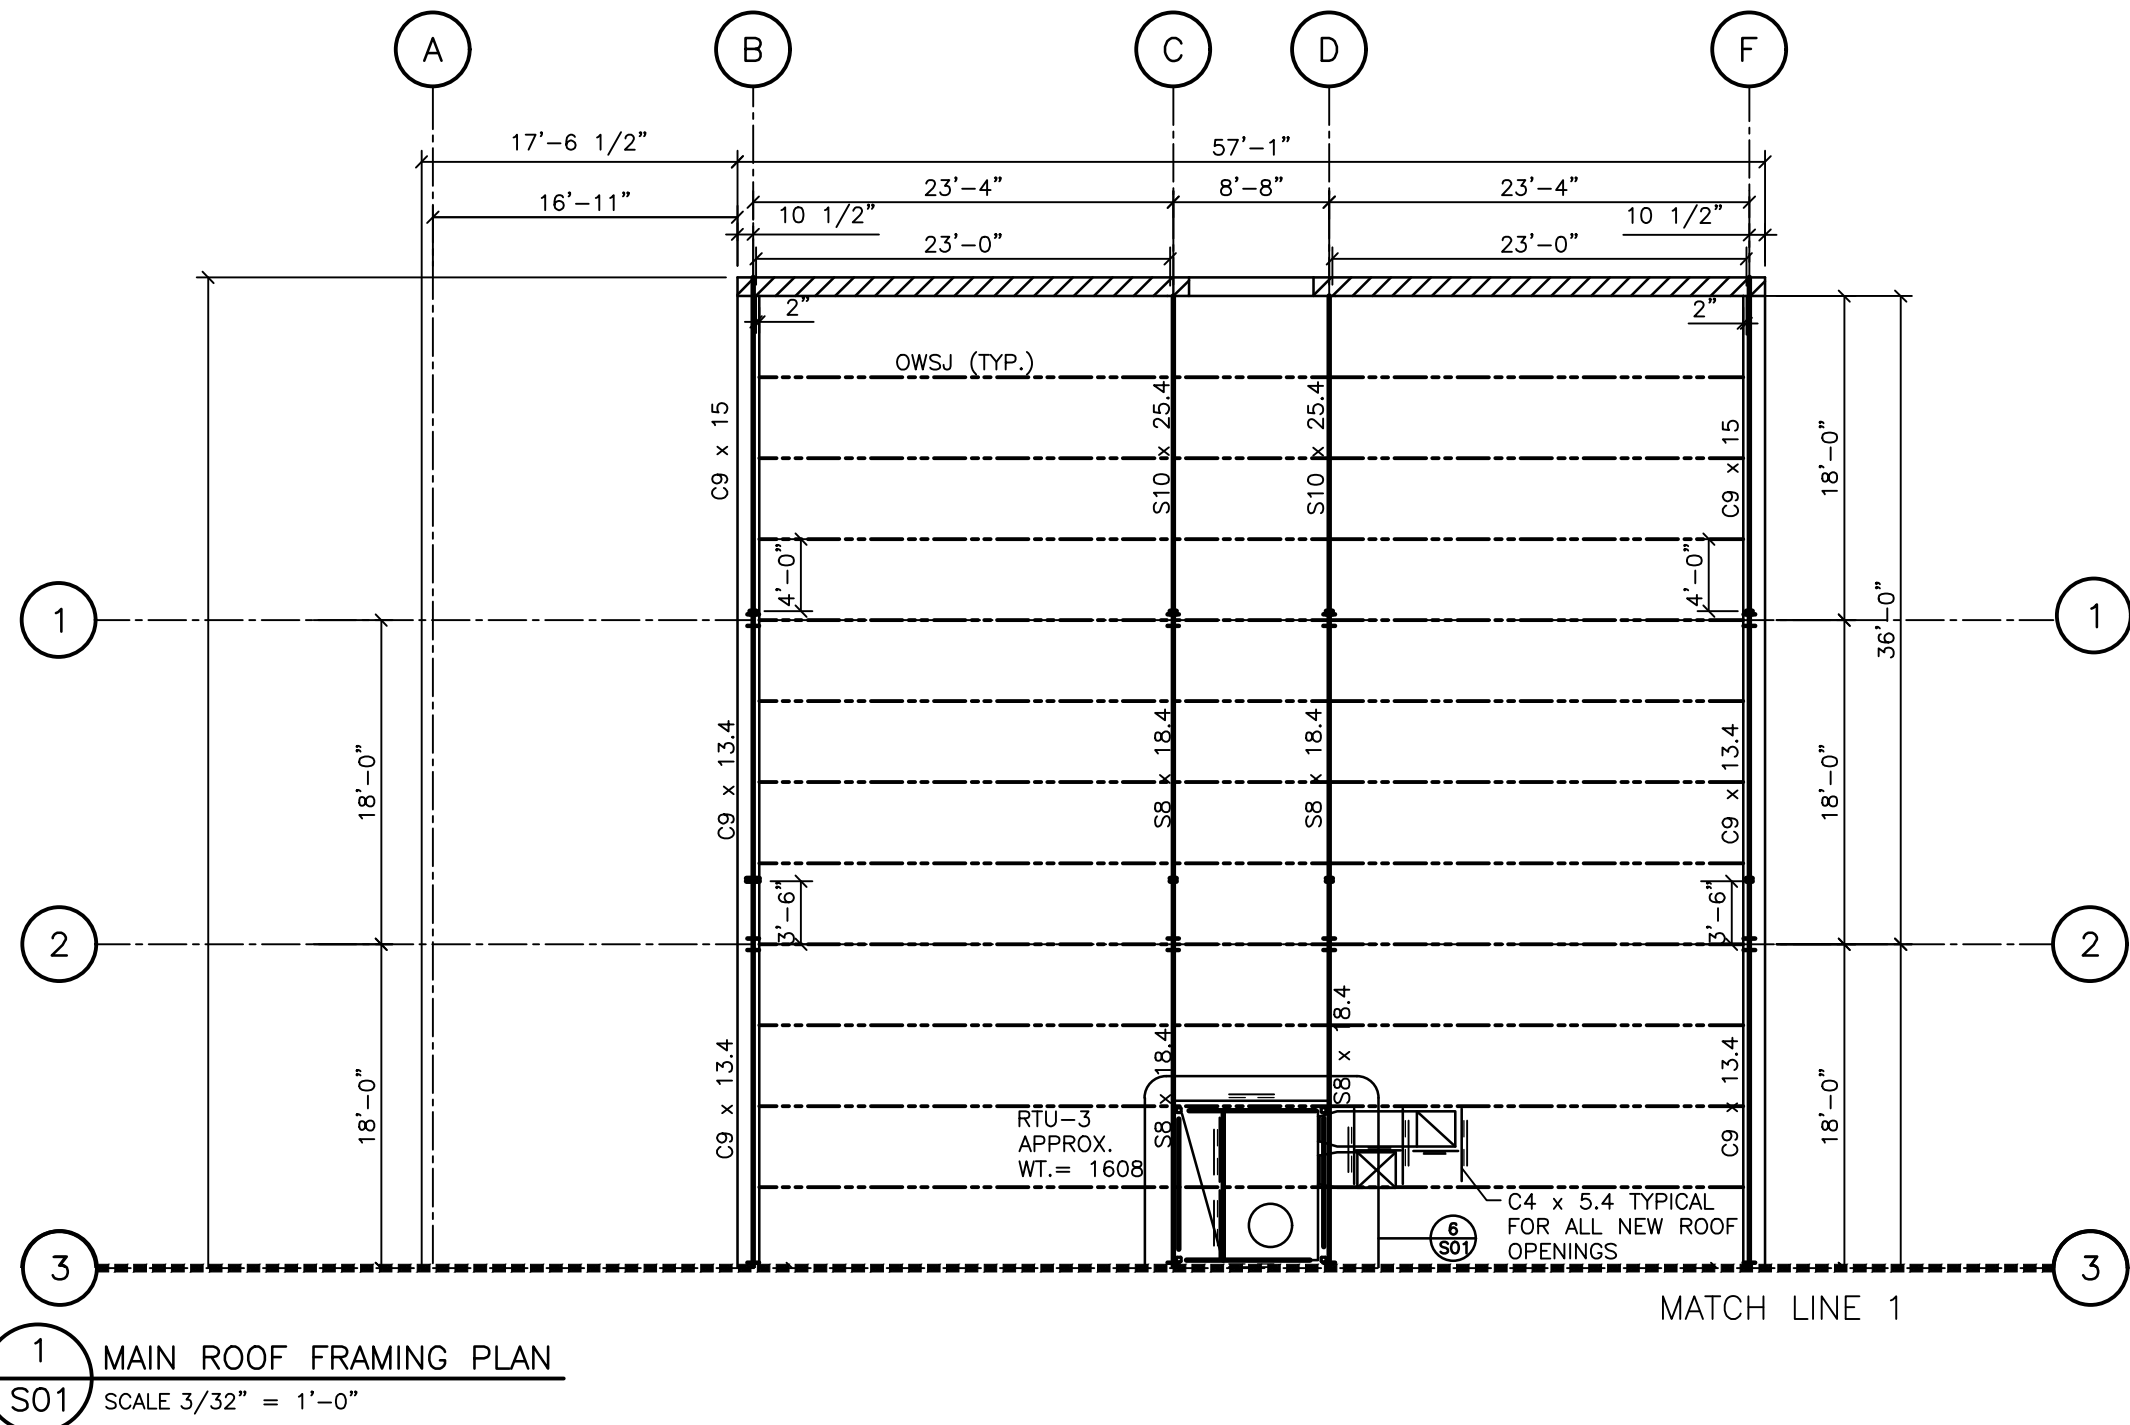 A
B
C
D
F
17'-6 1/2"
57'-1"
23'-4"
8'-8"
23'-4"
16'-11"
10 1/2"
10 1/2"
23'-0"
23'-0"
2"
2"
OWSJ (TYP.)
C9 x 15
S10 x 25.4
S10 x 25.4
C9 x 15
18'-0"
4'-0"
4'-0"
1
1
36'-0"
18'-0"
C9 x 13.4
S8 x 18.4
S8 x 18.4
C9 x 13.4
18'-0"
3'-6"
3'-6"
2
2
18'-0"
C9 x 13.4
S8 x 18.4
S8 x 18.4
C9 x 13.4
18'-0"
RTU-3
APPROX.
WT.= 1608
C4 x 5.4 TYPICAL
FOR ALL NEW ROOF
OPENINGS
6
S01
3
3
MATCH LINE 1
1
S01
MAIN ROOF FRAMING PLAN
SCALE 3/32" = 1'-0"